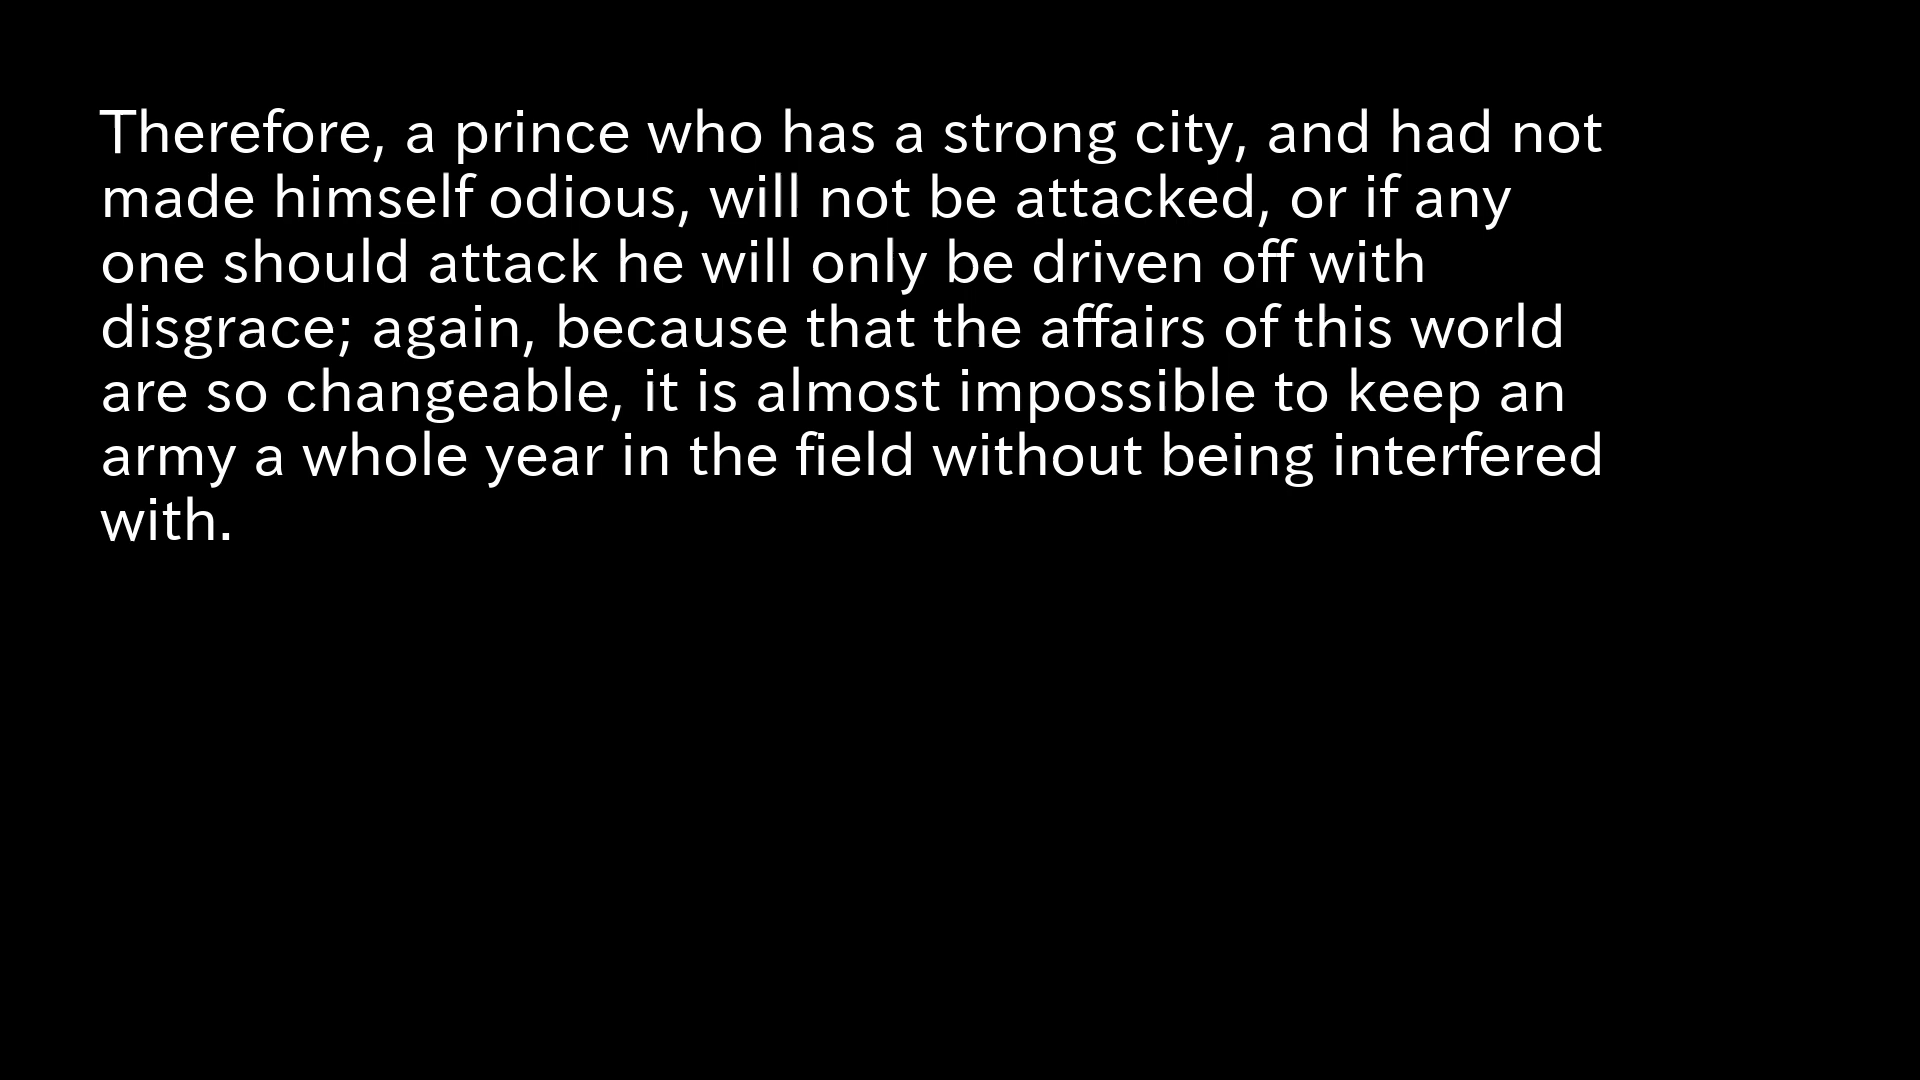 Therefore, a prince who has a strong city, and had not
made himself odious, will not be attacked, or if any
one should attack he will only be driven off with
disgrace; again, because that the affairs of this world
are so changeable, it is almost impossible to keep an
army a whole year in the field without being interfered
with.